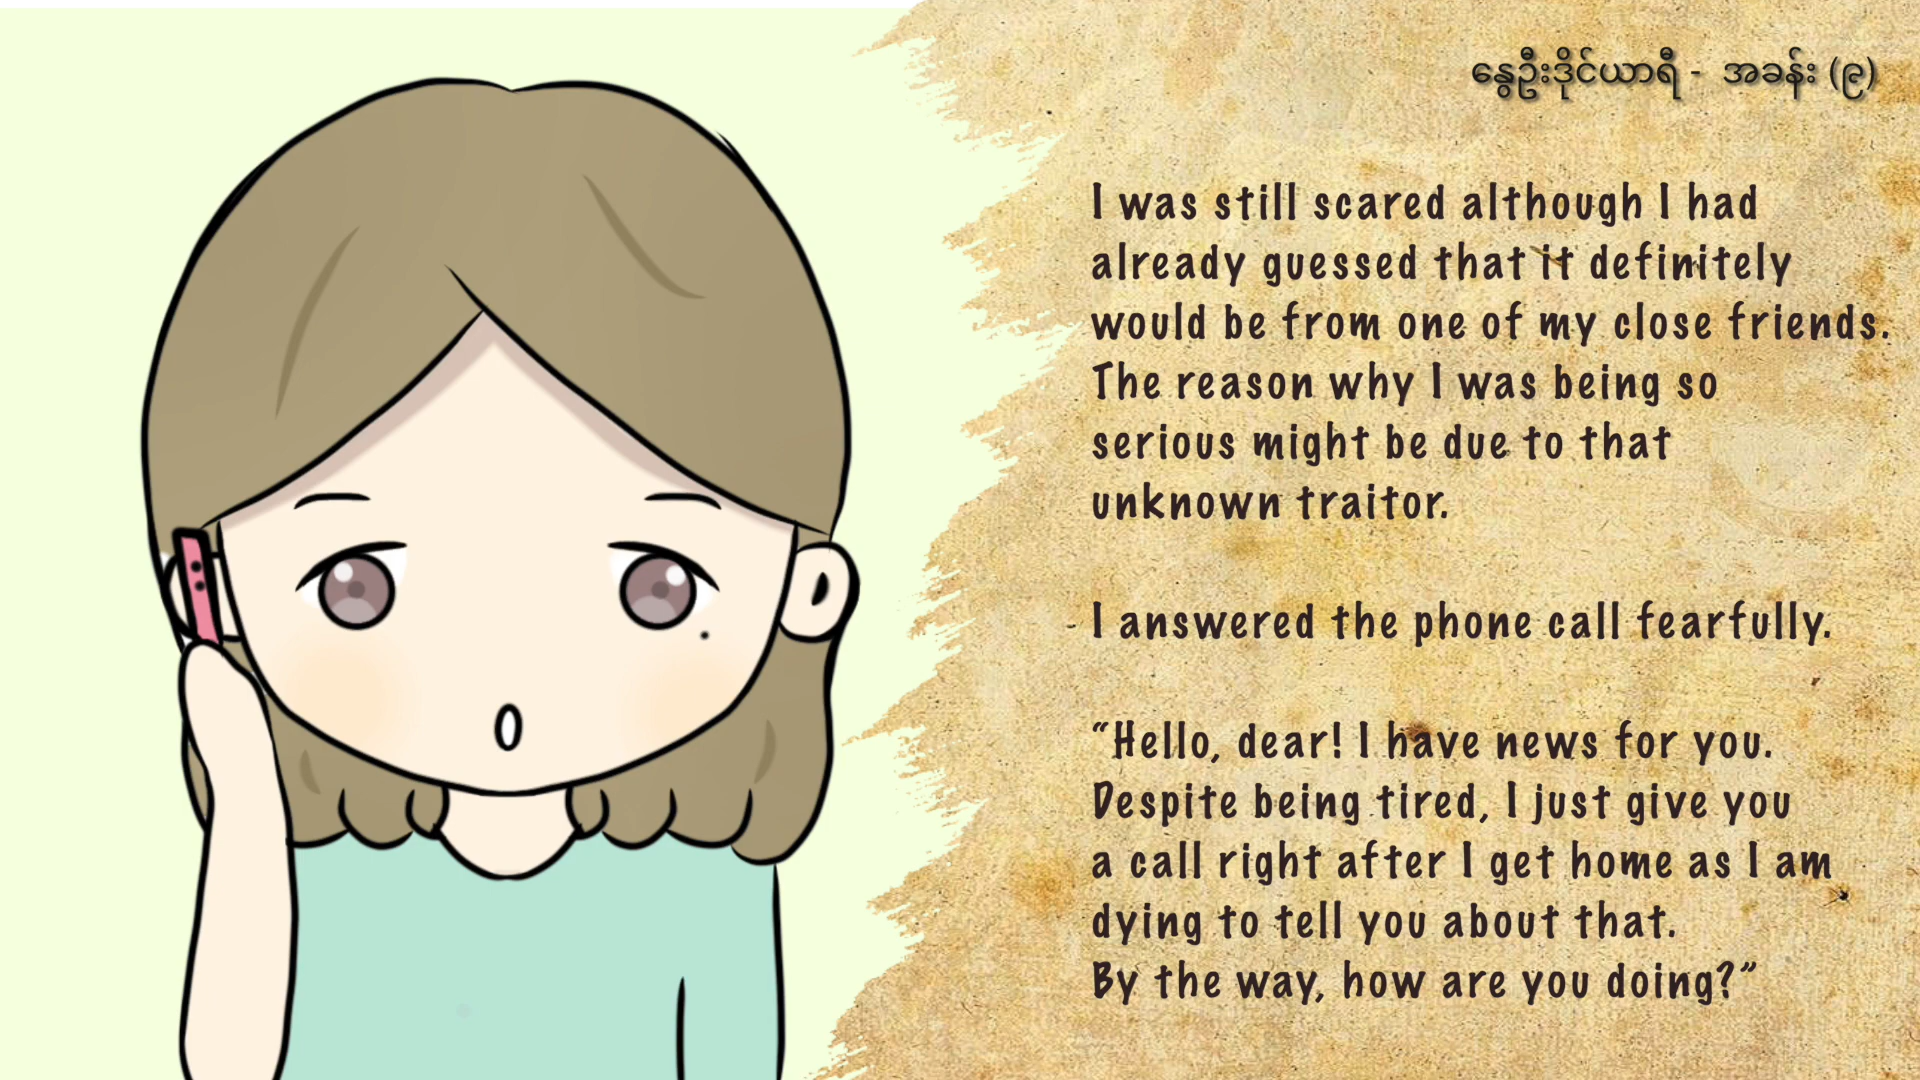 နွေဦးဒိုင်ယာရီ - အခန်း (၉)
I was still scared although I had
already guessed that it definitely
would be from one of my close friends.
The reason why I was being so
serious might be due to that
unknown traitor.
I answered the phone call fearfully.
“Hello, dear! I have news for you.
Despite being tired, I just give you
a call right after I get home as I am
dying to tell you about that.
By the way, how are you doing?”